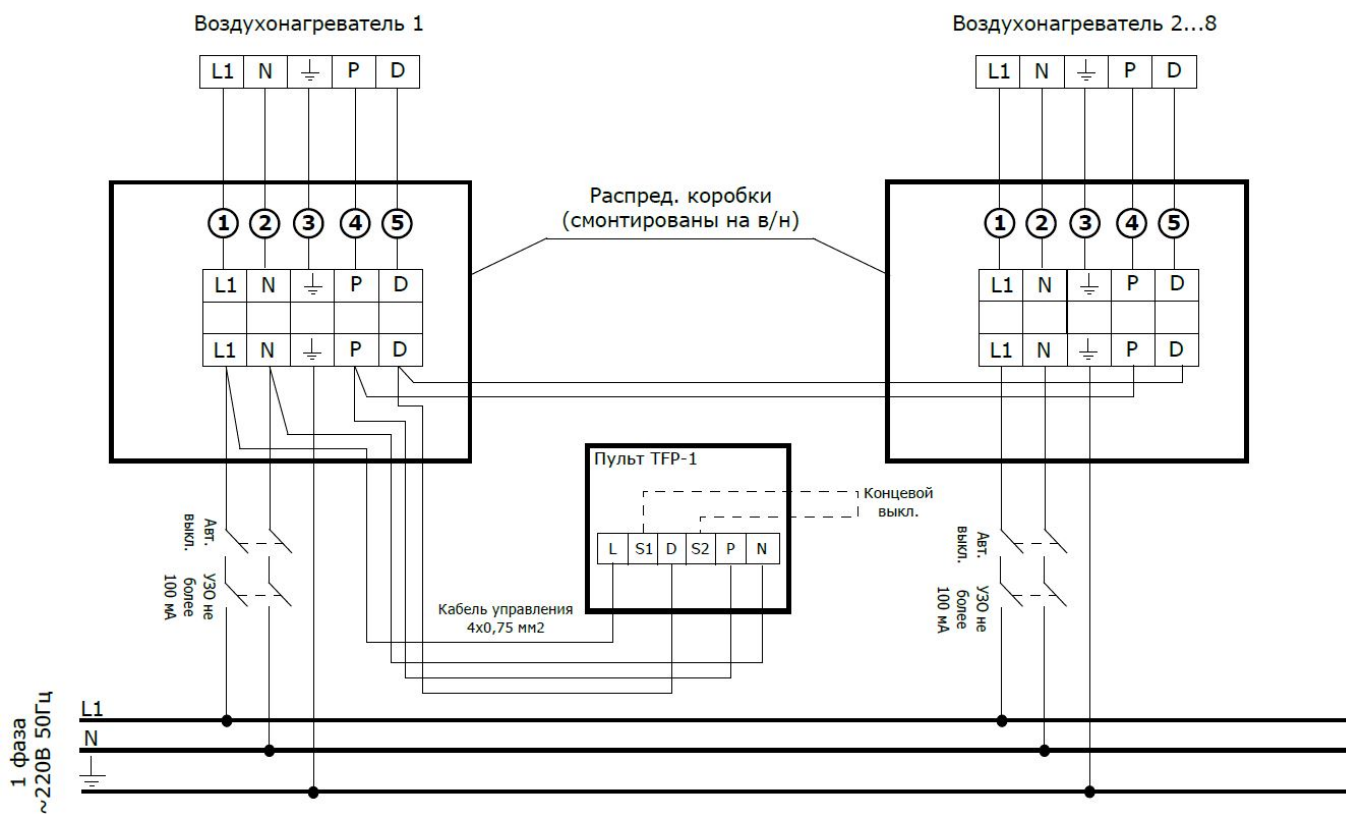 Воздухонагреватель 1
Воздухонагреватель 2...8
L1 N P D
L1 N P D
Распред. коробки
(смонтированы на в/н)
1 2 3 4 5
1 2 3 4 5
L1 N P D
L1 N P D
L1 N P D
L1 N P D
Пульт TFP-1
Концевой
выкл.
L S1 D S2 P N
Авт.
выкл.
УЗО не
более
100 мА
Авт.
выкл.
УЗО не
более
100 мА
Кабель управления
4х0,75 мм2
1 фаза
~220В 50Гц
L1
N